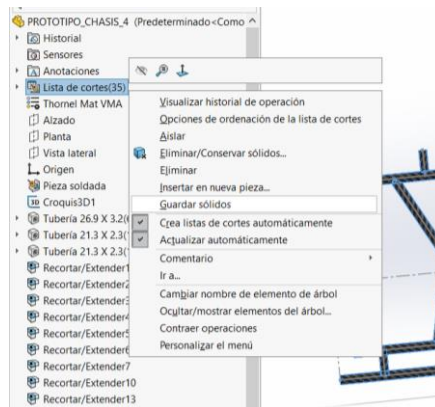 PROTOTIPO_CHASIS_4 (Predeterminado<Como
Historial
Sensores
Anotaciones
Lista de cortes(35)
Thornel Mat VMA
Alzado
Planta
Vista lateral
Origen
Pieza soldada
3D Croquis3D1
Tubería 26.9 X 3.2(
Tubería 21.3 X 2.3(
Tubería 21.3 X 2.3(
Recortar/Extender1
Recortar/Extender2
Recortar/Extender
Recortar/Extender4
Recortar/Extender5
Recortar/Extender6
Recortar/Extender7
Recortar/Extender10
Recortar/Extender13
Visualizar historial de operación
Opciones de ordenación de la lista de cortes
Aislar
Eliminar/Conservar sólidos...
Eliminar
Insertar en nueva pieza...
Guardar sólidos
Crea listas de cortes automáticamente
Actualizar automáticamente
Comentario
Ir a...
Cambiar nombre de elemento de árbol
Ocultar/mostrar elementos del árbol...
Contraer operaciones
Personalizar el menú